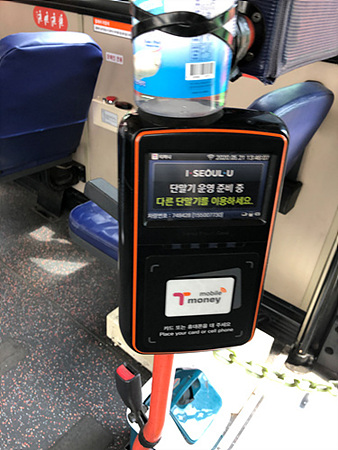 I·SEOUL·U
단말기 운영 준비 중
다른 단말기를 이용하세요.
mobile
T money
카드 또는 휴대폰을 대 주세요
Place your card or cell phone